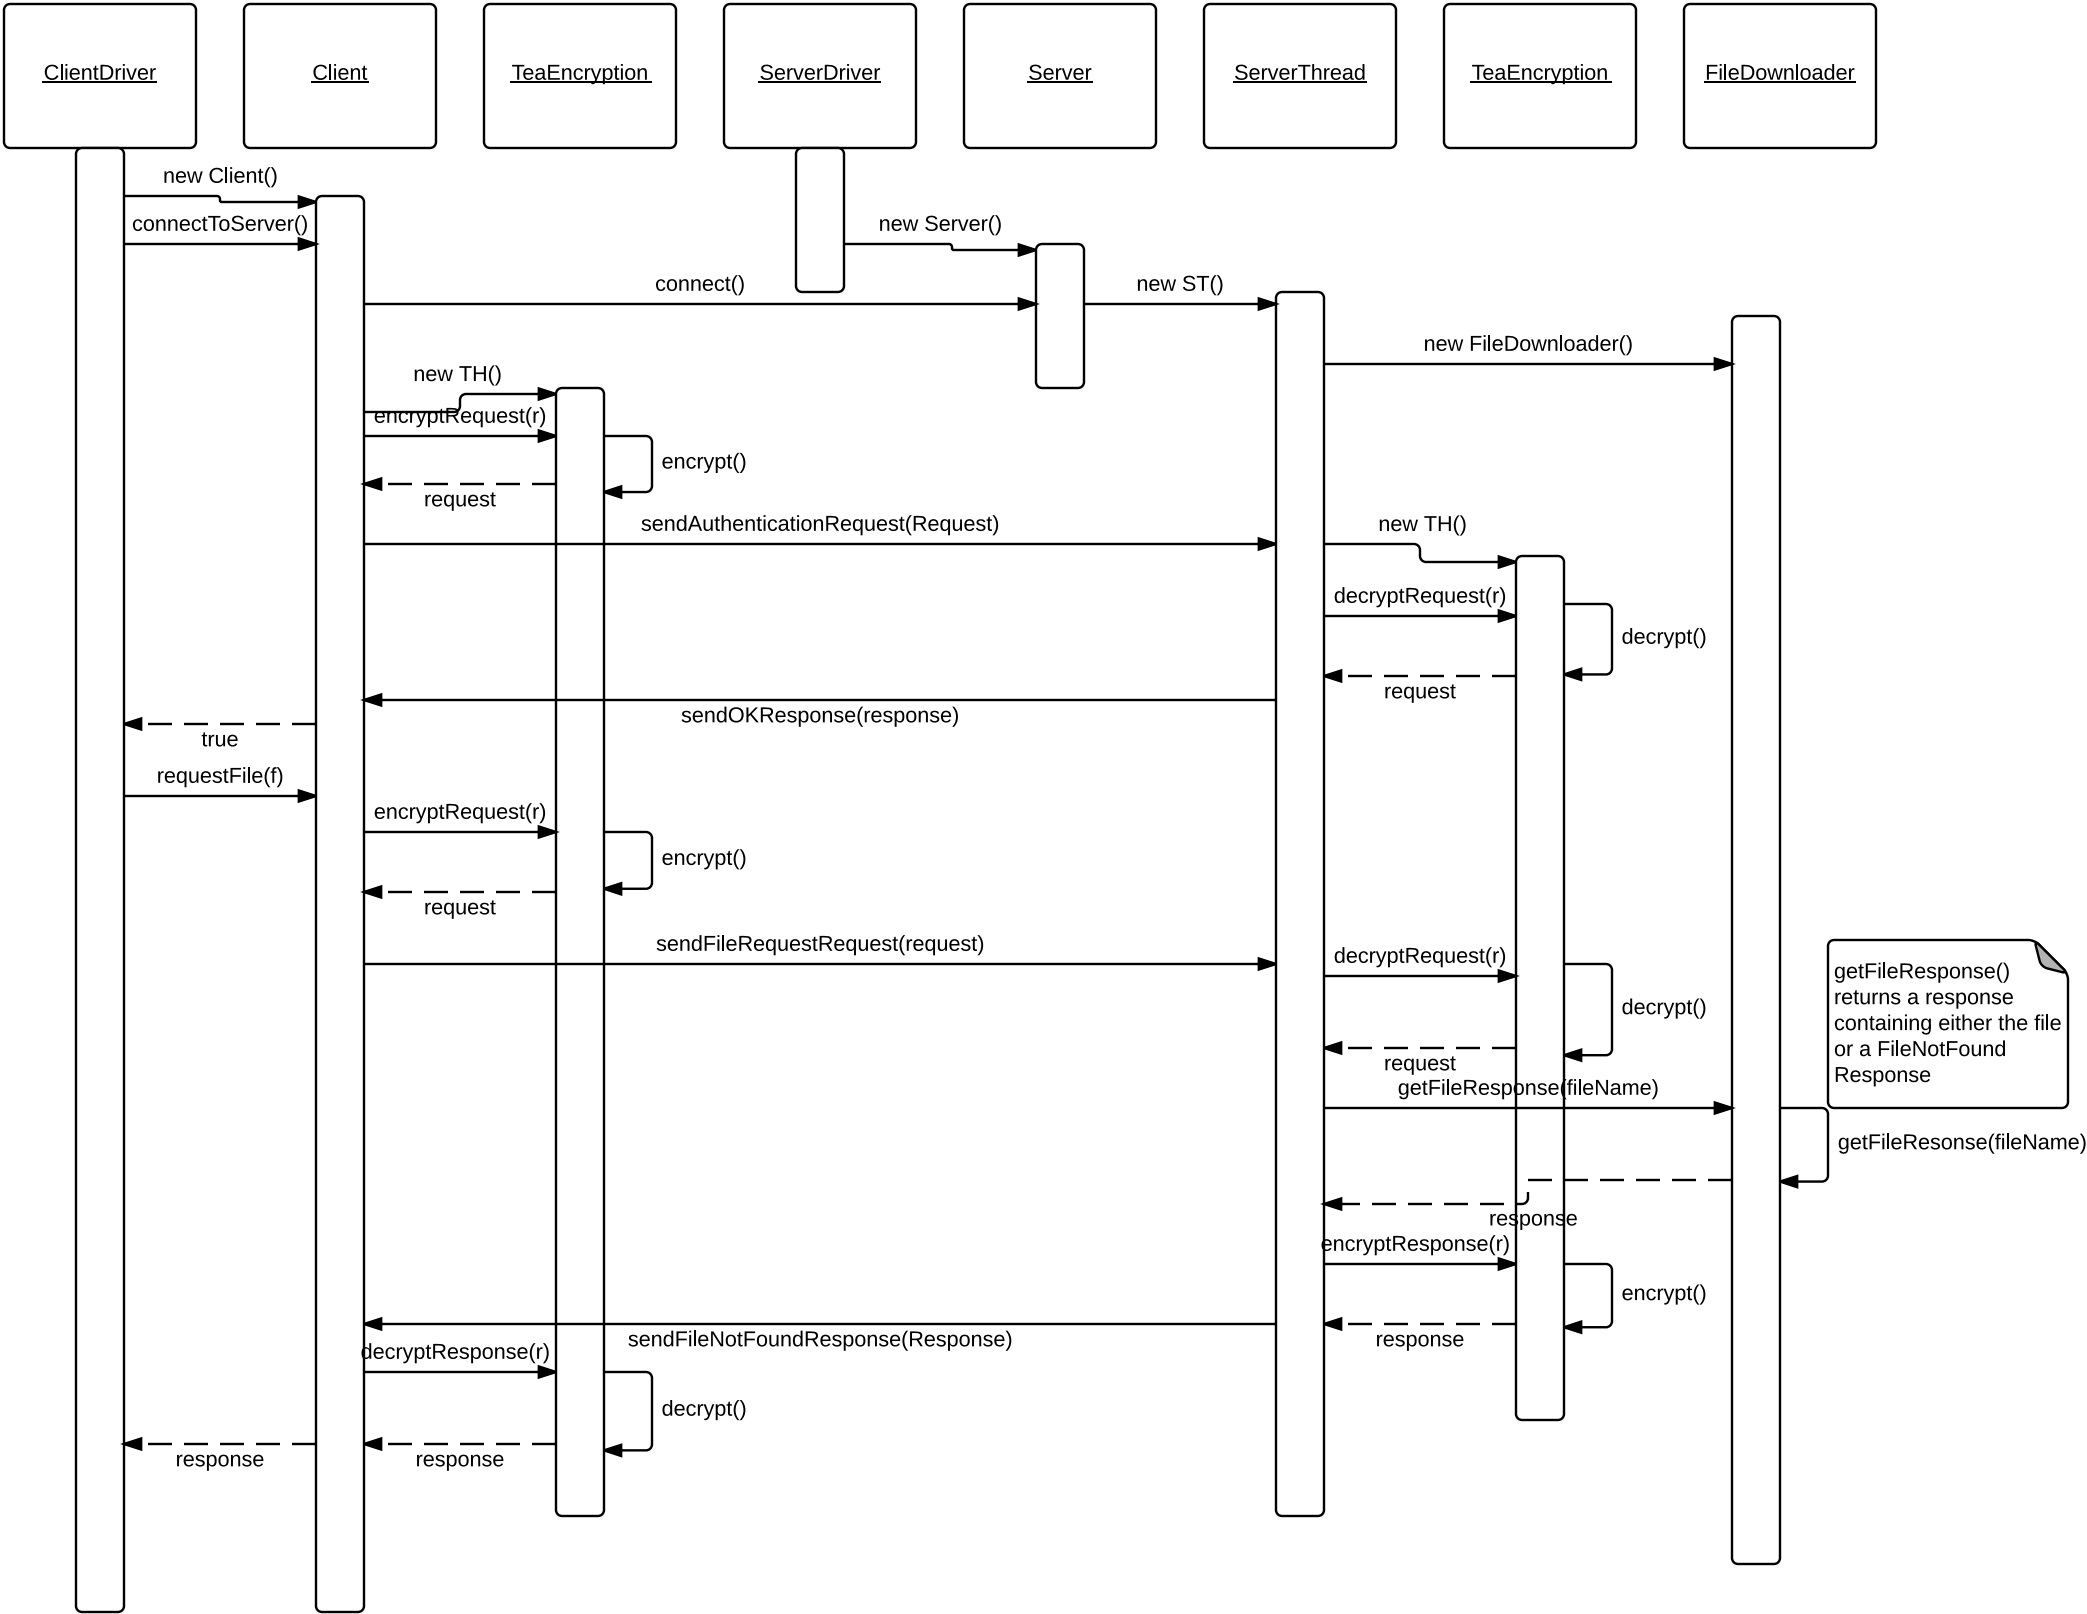 ClientDriver
Client
TeaEncryption
ServerDriver
Server
ServerThread
TeaEncryption
FileDownloader
new Client()
connectToServer()
new Server()
connect()
new ST()
new FileDownloader()
new TH()
encryptRequest(r)
encrypt()
request
sendAuthenticationRequest(Request)
new TH()
decryptRequest(r)
decrypt()
request
sendOKResponse(response)
true
requestFile(f)
encryptRequest(r)
encrypt()
request
sendFileRequestRequest(request)
decryptRequest(r)
decrypt()
request
getFileResponse()
returns a response
containing either the file
or a FileNotFound
Response
getFileResponse(fileName)
getFileResonse(fileName)
response
encryptResponse(r)
encrypt()
response
sendFileNotFoundResponse(Response)
decryptResponse(r)
decrypt()
response
response